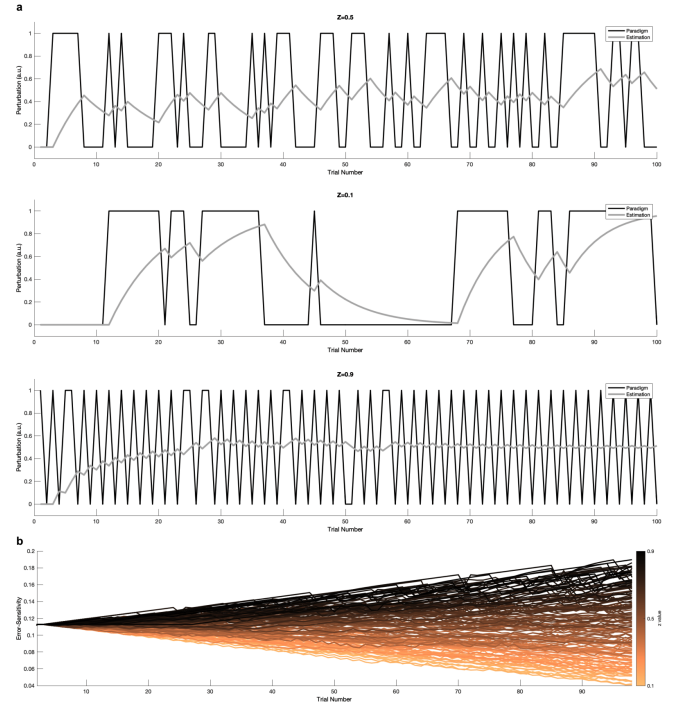 a
Z=0.5
Perturbation (a.u.)
1
0.8
0.6
0.4
0.2
0
Paradigm
Estimation
0 10 20 30 40 50 60 70 80 90 100
Trial Number
Z=0.1
Perturbation (a.u.)
1
0.8
0.6
0.4
0.2
0
Paradigm
Estimation
0 10 20 30 40 50 60 70 80 90 100
Trial Number
Z=0.9
Perturbation (a.u.)
1
0.8
0.6
0.4
0.2
0
Paradigm
Estimation
0 10 20 30 40 50 60 70 80 90 100
Trial Number
b
Error-Sensitivity
0.2
0.18
0.16
0.14
0.12
0.1
0.08
0.06
0.04
10 20 30 40 50 60 70 80 90
Trial Number
0.9
0.5
0.1
z value